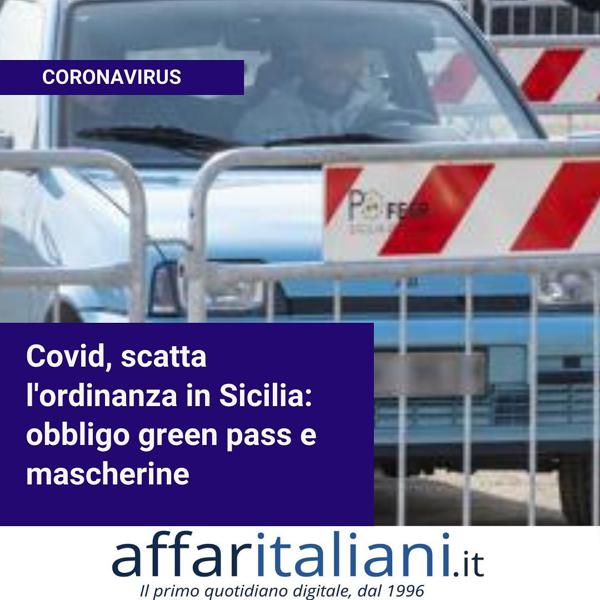 CORONAVIRUS
Covid, scatta
l'ordinanza in Sicilia:
obbligo green pass e
mascherine
affaritaliani.it
Il primo quotidiano digitale, dal 1996